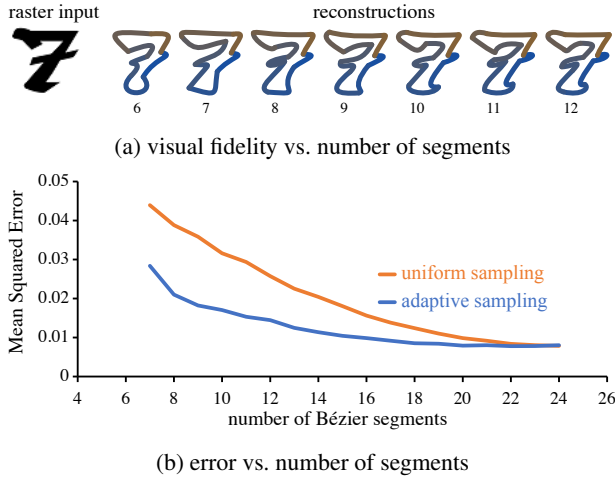 raster input reconstructions
6 7 8 9 10 11 12
(a) visual fidelity vs. number of segments
0.05
0.04
0.03
0.02
0.01
0
Mean Squared Error
uniform sampling
adaptive sampling
4 6 8 10 12 14 16 18 20 22 24 26
number of Bézier segments
(b) error vs. number of segments